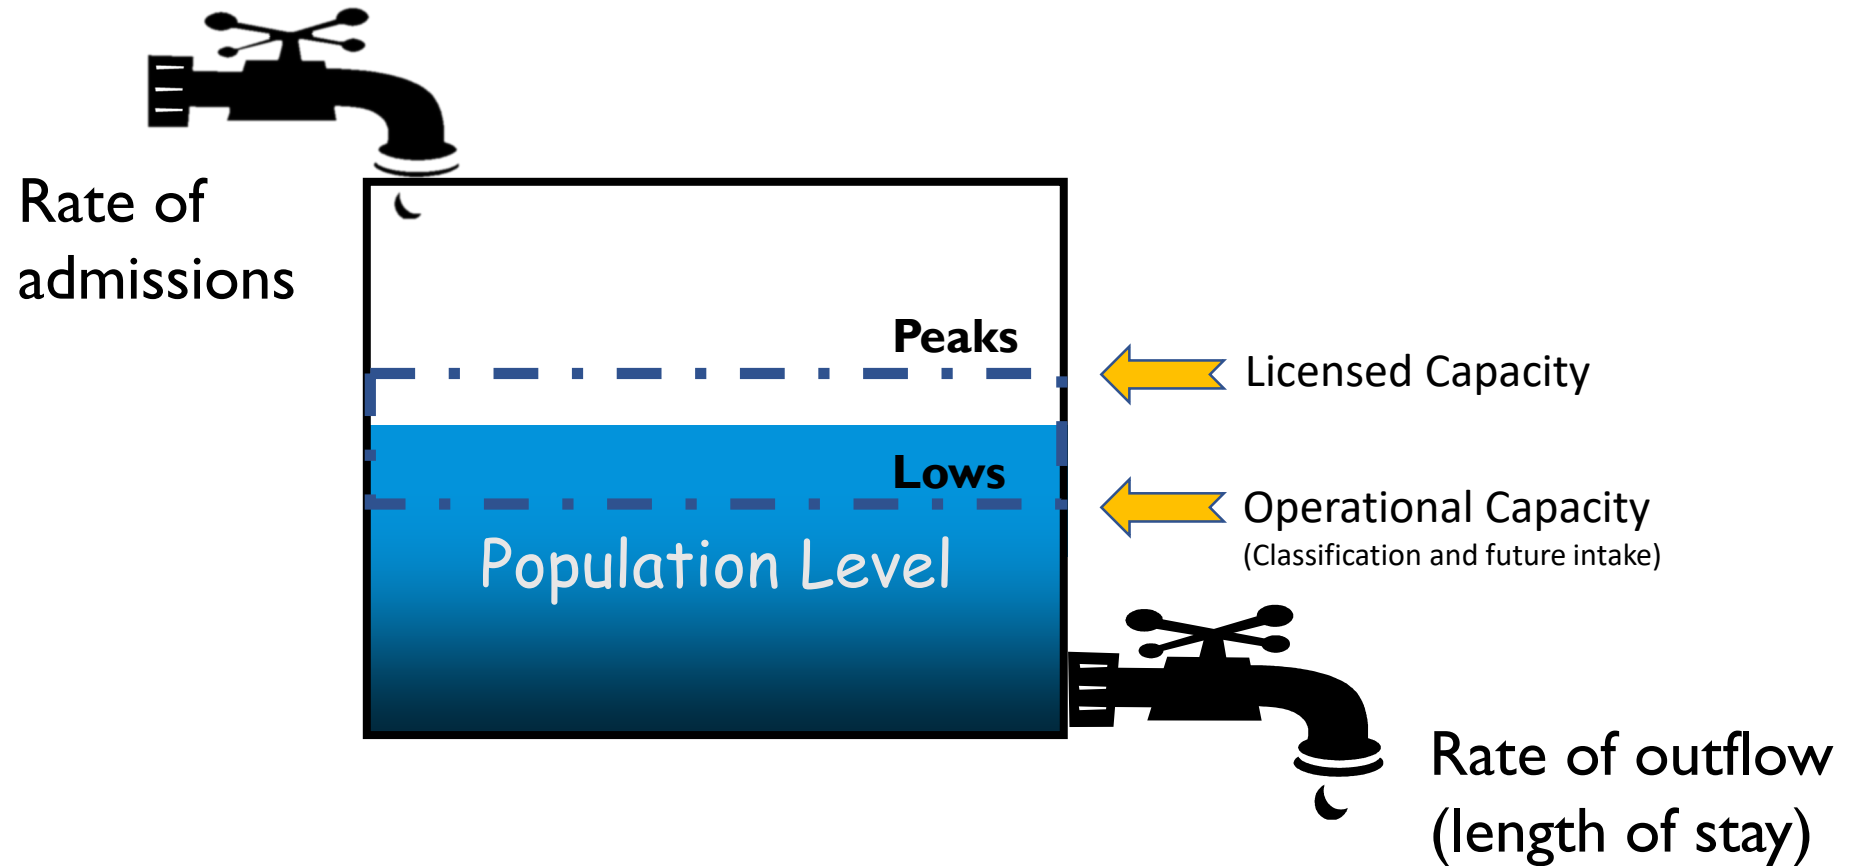 Rate of
admissions
Peaks
Licensed Capacity
Lows
Operational Capacity
(Classification and future intake)
Population Level
Rate of outflow
(length of stay)